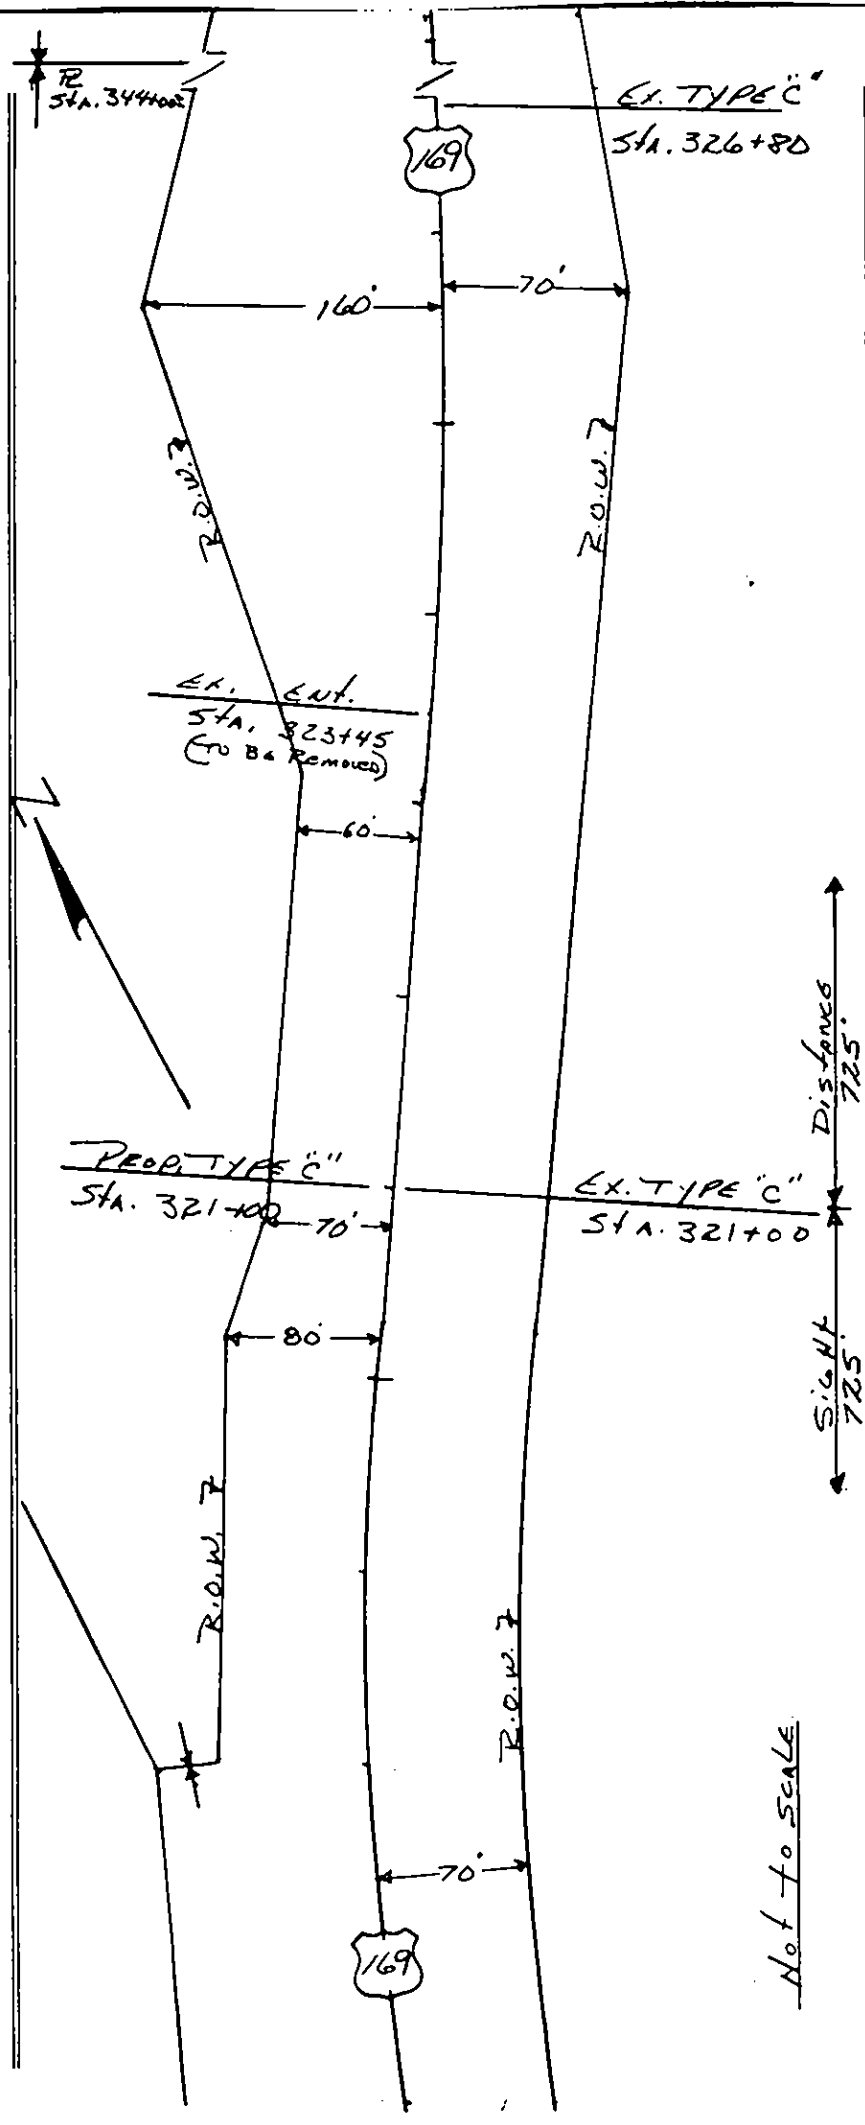 PL
Sta. 344+00±
Ex. TYPE "C"
Sta. 326+80
169
160'
70'
R.O.W.
R.O.W.
Ex. Ent.
Sta. 323+45
(To Be Removed)
60'
N
Distance
725'
Prop. TYPE "C"
Sta. 321+00
Ex. TYPE "C"
Sta. 321+00
70'
80'
Sight
725'
R.O.W.
R.O.W.
70'
169
Not to Scale